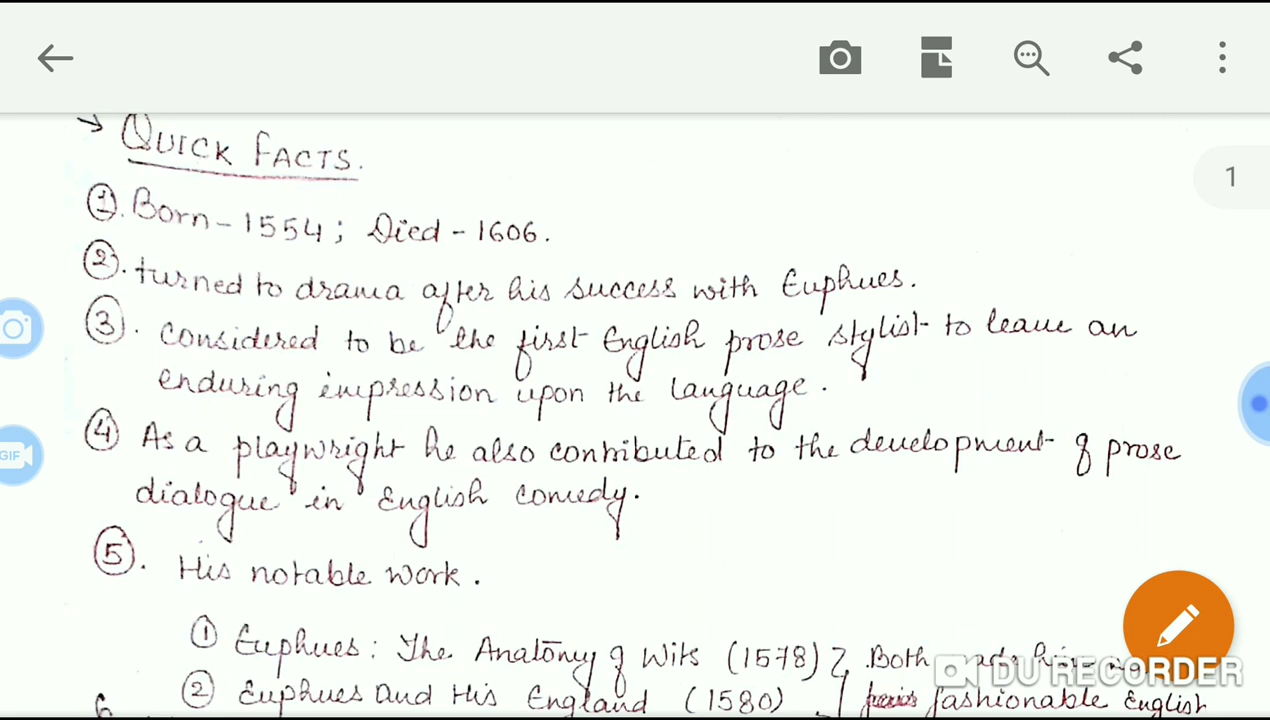 1
→ QUICK FACTS.
①. Born - 1554; Died - 1606.
②. turned to drama after his success with Euphues.
③. considered to be the first English prose stylist to leave an
enduring impression upon the language.
④ As a playwright he also contributed to the development of prose
dialogue in English comedy.
⑤. His notable work.
① Euphues: The Anatomy of Wits (1578) Both
② Euphues and His England (1580) fashionable English
GIF
DU RECORDER